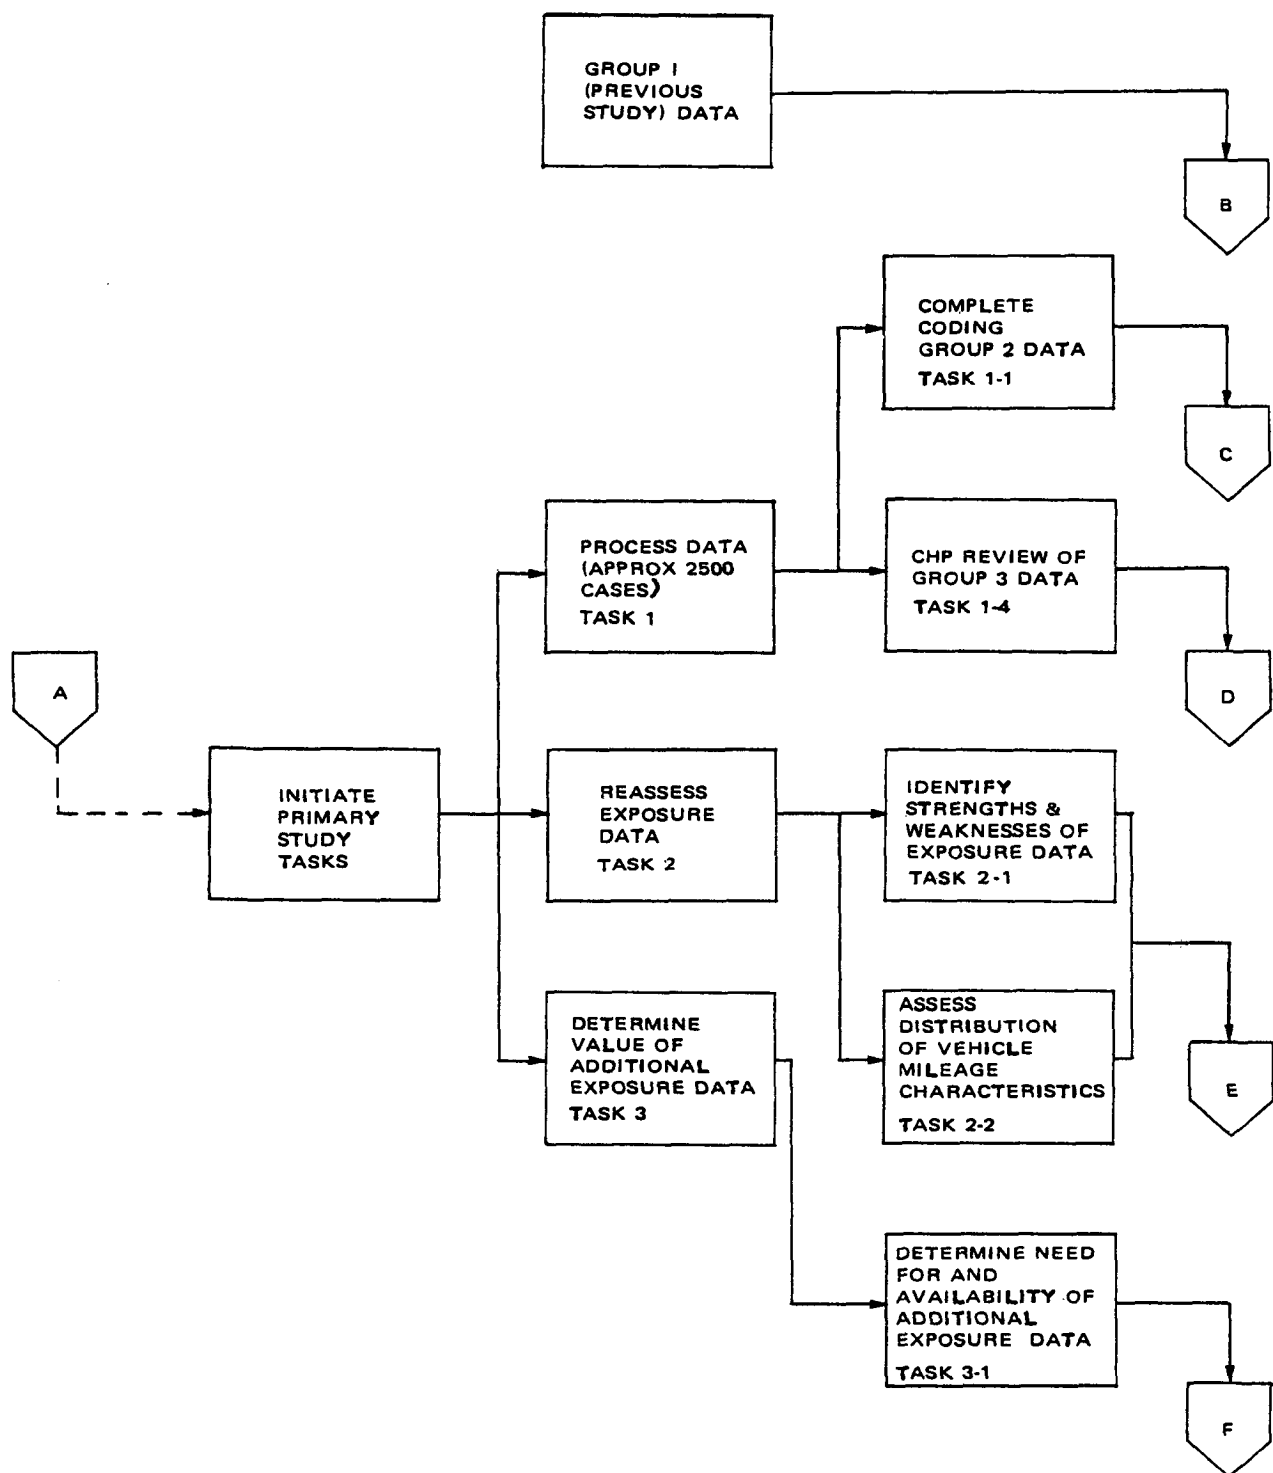 GROUP I
(PREVIOUS
STUDY) DATA
B
COMPLETE
CODING
GROUP 2 DATA
TASK 1-1
C
PROCESS DATA
(APPROX 2500
CASES)
TASK 1
CHP REVIEW OF
GROUP 3 DATA
TASK 1-4
D
A
INITIATE
PRIMARY
STUDY
TASKS
REASSESS
EXPOSURE
DATA
TASK 2
IDENTIFY
STRENGTHS &
WEAKNESSES OF
EXPOSURE DATA
TASK 2-1
DETERMINE
VALUE OF
ADDITIONAL
EXPOSURE DATA
TASK 3
ASSESS
DISTRIBUTION
OF VEHICLE
MILEAGE
CHARACTERISTICS
TASK 2-2
E
DETERMINE NEED
FOR AND
AVAILABILITY OF
ADDITIONAL
EXPOSURE DATA
TASK 3-1
F